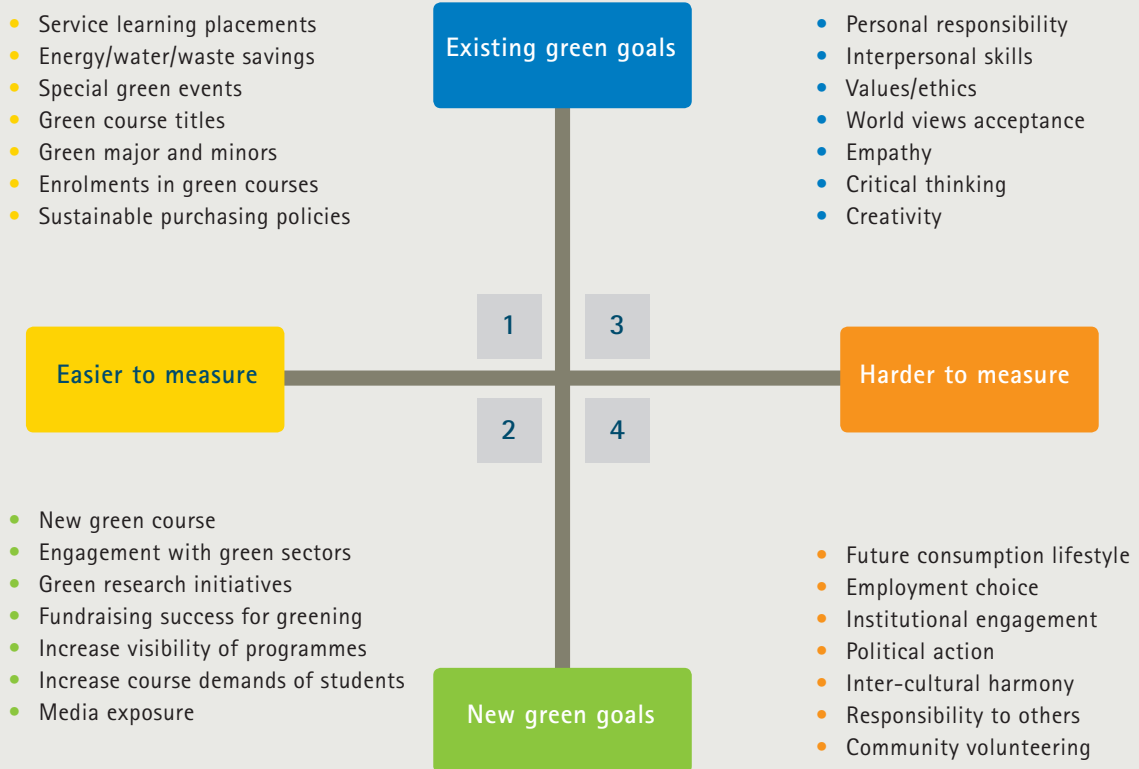 Service learning placements
Energy/water/waste savings
Special green events
Green course titles
Green major and minors
Enrolments in green courses
Sustainable purchasing policies
Existing green goals
Personal responsibility
Interpersonal skills
Values/ethics
World views acceptance
Empathy
Critical thinking
Creativity
1
3
Easier to measure
Harder to measure
2
4
New green course
Engagement with green sectors
Green research initiatives
Fundraising success for greening
Increase visibility of programmes
Increase course demands of students
Media exposure
New green goals
Future consumption lifestyle
Employment choice
Institutional engagement
Political action
Inter-cultural harmony
Responsibility to others
Community volunteering